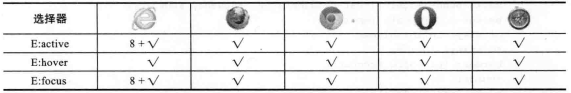 选择器
E:active 8+√ √ √ √ √
E:hover √ √ √ √ √
E:focus 8+√ √ √ √ √